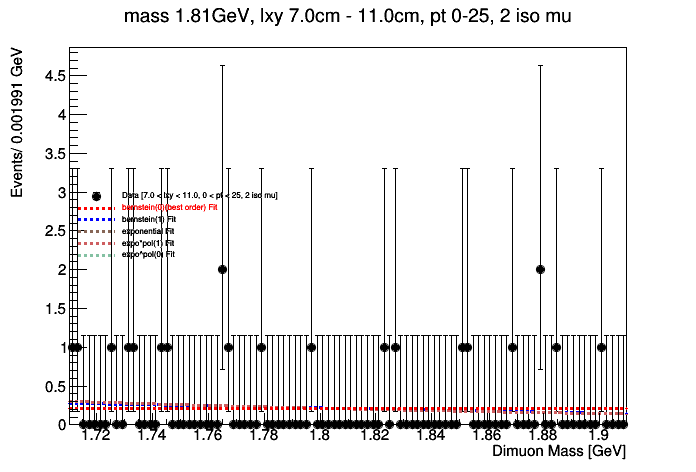 mass 1.81GeV, lxy 7.0cm - 11.0cm, pt 0-25, 2 iso mu
Events/ 0.001991 GeV
4.5
4
3.5
3
2.5
2
1.5
1
0.5
0
Data [7.0 < lxy < 11.0, 0 < pt < 25, 2 iso mu]
bernstein(0)(best order) Fit
bernstein(1) Fit
exponential Fit
expo*pol(1) Fit
expo^pol(0) Fit
1.72 1.74 1.76 1.78 1.8 1.82 1.84 1.86 1.88 1.9
Dimuon Mass [GeV]